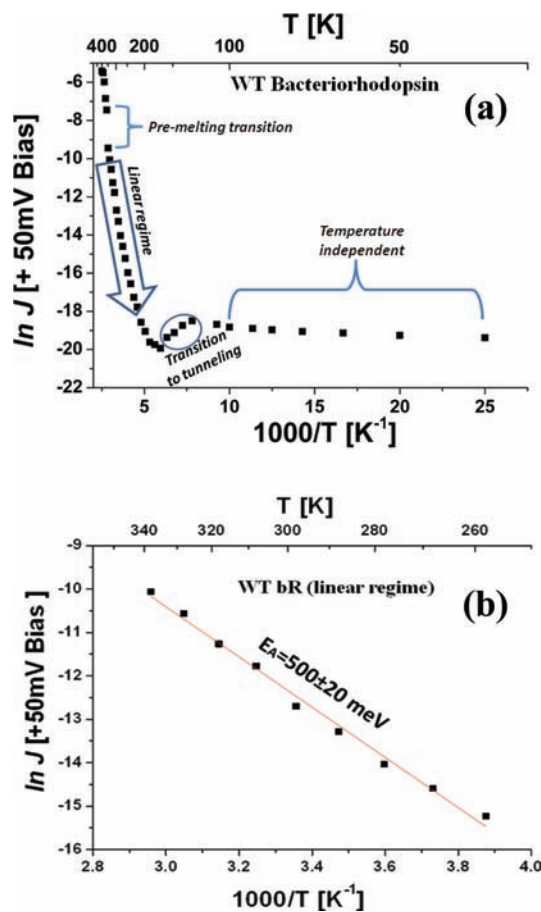 T [K]
400 200 100 50
WT Bacteriorhodopsin
(a)
Pre-melting transition
Linear regime
Temperature
independent
Transition
to tunneling
ln J [+ 50mV Bias]
-6
-8
-10
-12
-14
-16
-18
-20
-22
5 10 15 20 25
1000/T [K-1]
T [K]
340 320 300 280 260
WT bR (linear regime)
(b)
EA=500±20 meV
ln J [+50mV Bias]
-9
-10
-11
-12
-13
-14
-15
-16
2.8 3.0 3.2 3.4 3.6 3.8 4.0
1000/T [K-1]